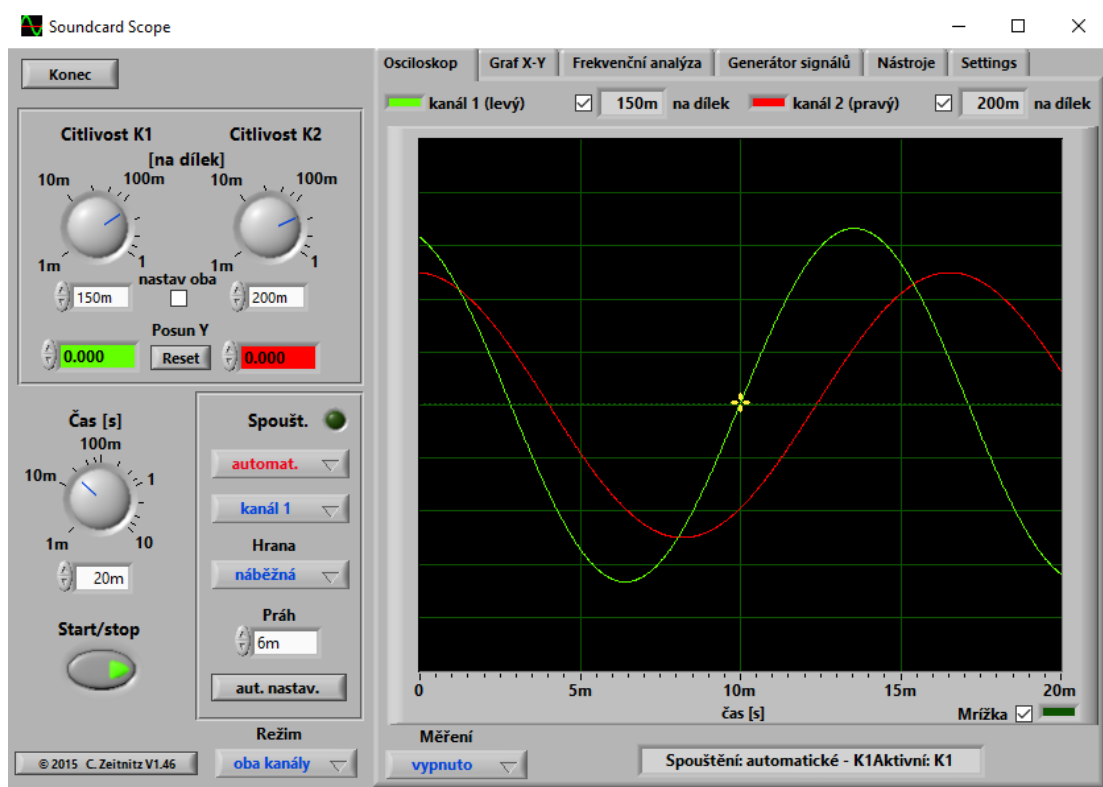 Soundcard Scope
Konec
Citlivost K1 Citlivost K2
[na dílek]
10m 100m 10m 100m
1m 1 1m 1
nastav oba
150m 200m
Posun Y
0.000 Reset 0.000
Čas [s]
100m
10m 1
1m 10
20m
Start/stop
Spoušt.
automat.
kanál 1
Hrana
náběžná
Práh
6m
aut. nastav.
Režim
© 2015 C. Zeitnitz V1.46 oba kanály
Osciloskop Graf X-Y Frekvenční analýza Generátor signálů Nástroje Settings
kanál 1 (levý) 150m na dílek kanál 2 (pravý) 200m na dílek
0 5m 10m 15m 20m
čas [s] Mrížka
Měření
vypnuto Spouštění: automatické - K1Aktivní: K1